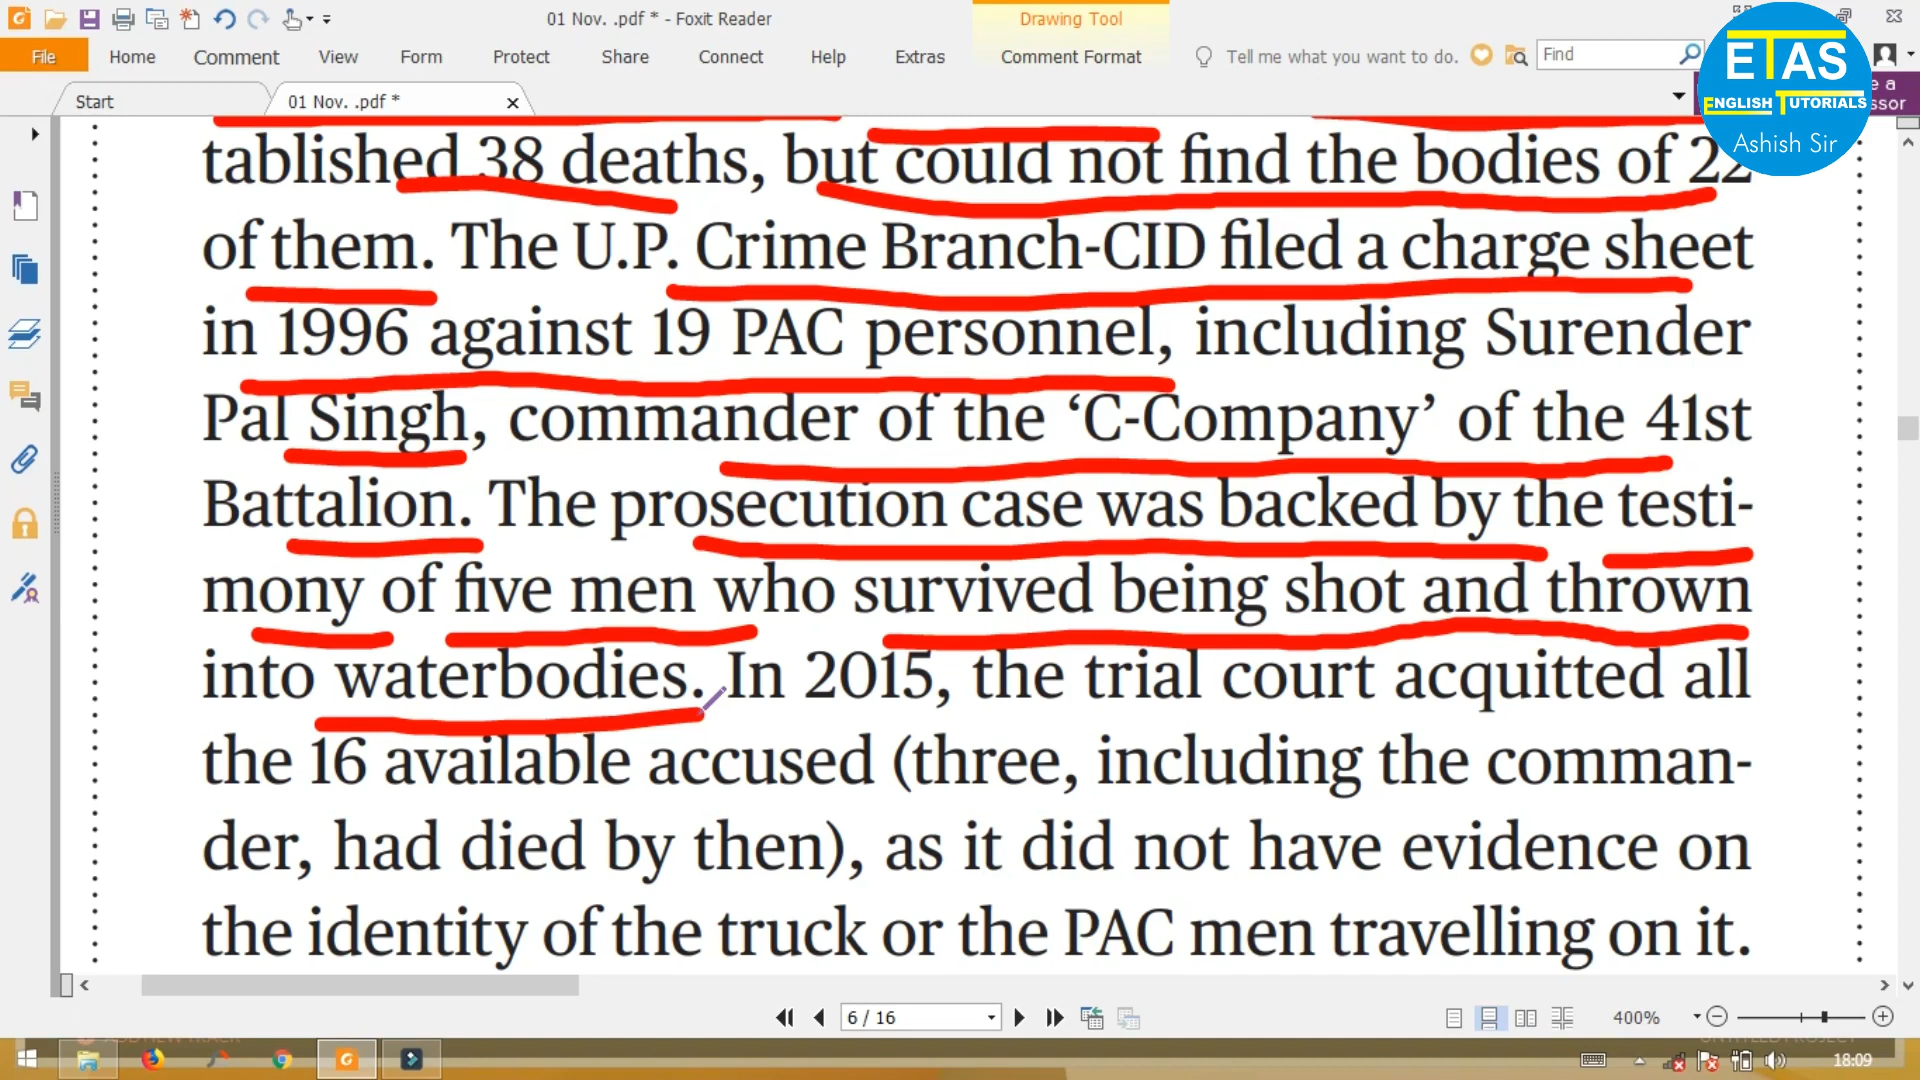 01 Nov. .pdf * - Foxit Reader
Drawing Tool
File Home Comment View Form Protect Share Connect Help Extras Comment Format Tell me what you want to do. Find
ETAS
ENGLISH TUTORIALS
Ashish Sir
e a
ssor
Start 01 Nov. .pdf *
tablished 38 deaths, but could not find the bodies of 22
of them. The U.P. Crime Branch-CID filed a charge sheet
in 1996 against 19 PAC personnel, including Surender
Pal Singh, commander of the ‘C-Company’ of the 41st
Battalion. The prosecution case was backed by the testi-
mony of five men who survived being shot and thrown
into waterbodies. In 2015, the trial court acquitted all
the 16 available accused (three, including the comman-
der, had died by then), as it did not have evidence on
the identity of the truck or the PAC men travelling on it.
6 / 16
400%
18:09